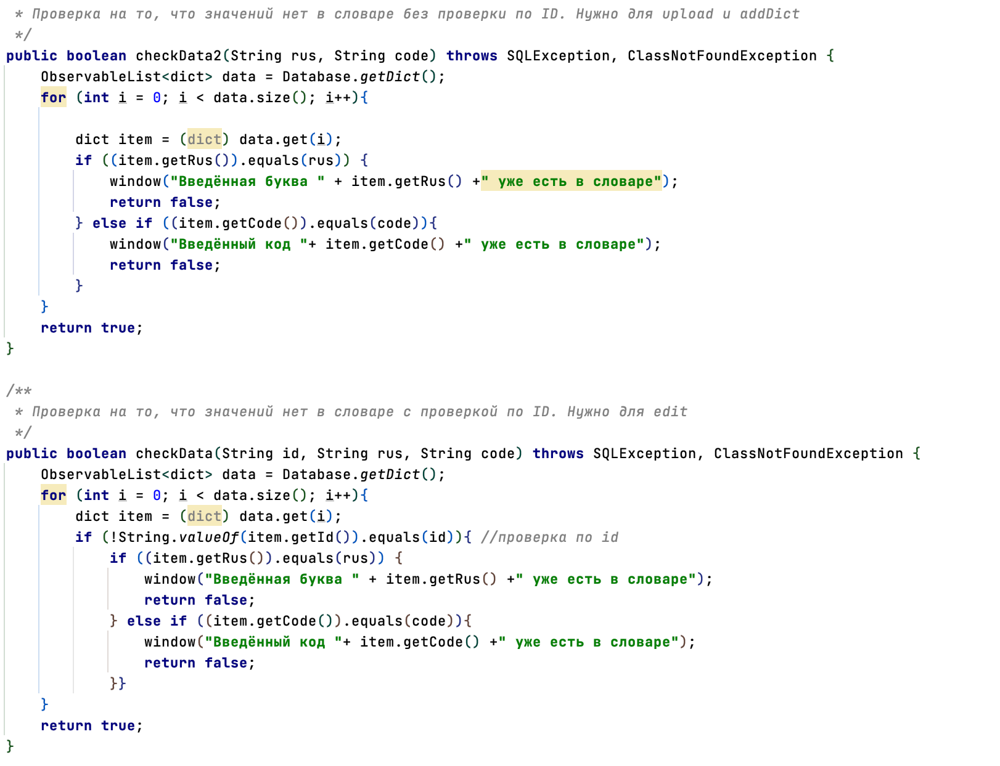 * Проверка на то, что значений нет в словаре без проверки по ID. Нужно для upload и addDict
 */
public boolean checkData2(String rus, String code) throws SQLException, ClassNotFoundException {
    ObservableList<dict> data = Database.getDict();
    for (int i = 0; i < data.size(); i++){

        dict item = (dict) data.get(i);
        if ((item.getRus()).equals(rus)) {
            window("Введённая буква " + item.getRus() +" уже есть в словаре");
            return false;
        } else if ((item.getCode()).equals(code)){
            window("Введённый код "+ item.getCode() +" уже есть в словаре");
            return false;
        }
    }
    return true;
}

/**
 * Проверка на то, что значений нет в словаре с проверкой по ID. Нужно для edit
 */
public boolean checkData(String id, String rus, String code) throws SQLException, ClassNotFoundException {
    ObservableList<dict> data = Database.getDict();
    for (int i = 0; i < data.size(); i++){
        dict item = (dict) data.get(i);
        if (!String.valueOf(item.getId()).equals(id)){ //проверка по id
            if ((item.getRus()).equals(rus)) {
                window("Введённая буква " + item.getRus() +" уже есть в словаре");
                return false;
            } else if ((item.getCode()).equals(code)){
                window("Введённый код "+ item.getCode() +" уже есть в словаре");
                return false;
            }}
    }
    return true;
}